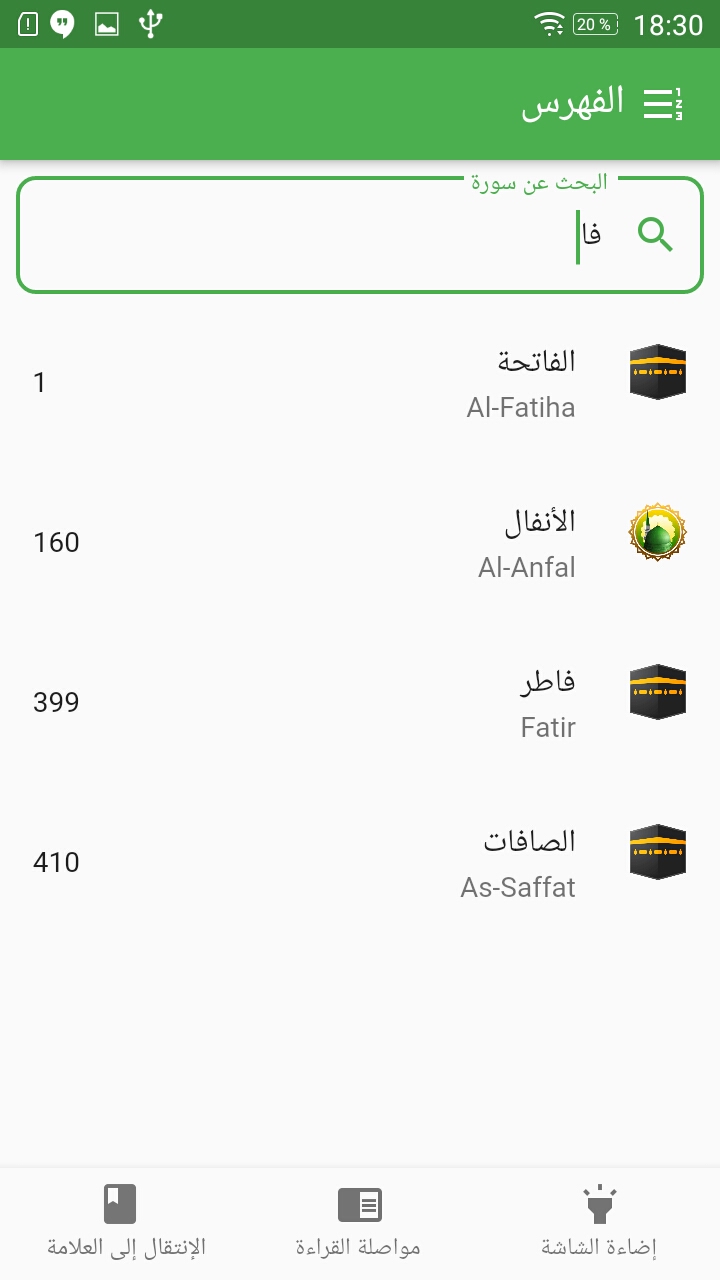 20 %
18:30
الفهرس
البحث عن سورة
فا
الفاتحة
Al-Fatiha
1
الأنفال
Al-Anfal
160
فاطر
Fatir
399
الصافات
As-Saffat
410
إضاءة الشاشة
مواصلة القراءة
الإنتقال إلى العلامة